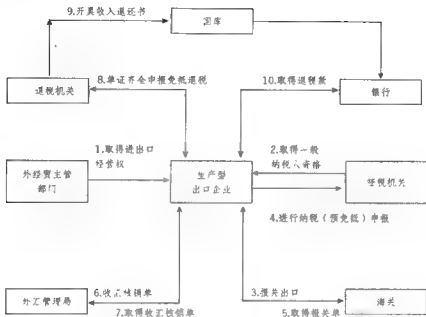 9.开具收入退还书
国库
退税机关
8.单证齐全申报免抵退税
10.取得退税款
银行
1.取得进出口
经营权
2.取得一般
纳税人资格
外经贸主管
部门
生产型
出口企业
征税机关
4.进行纳税（预免抵）申报
外汇管理局
6.收汇核销单
7.取得收汇核销单
3.报关出口
5.取得报关单
海关